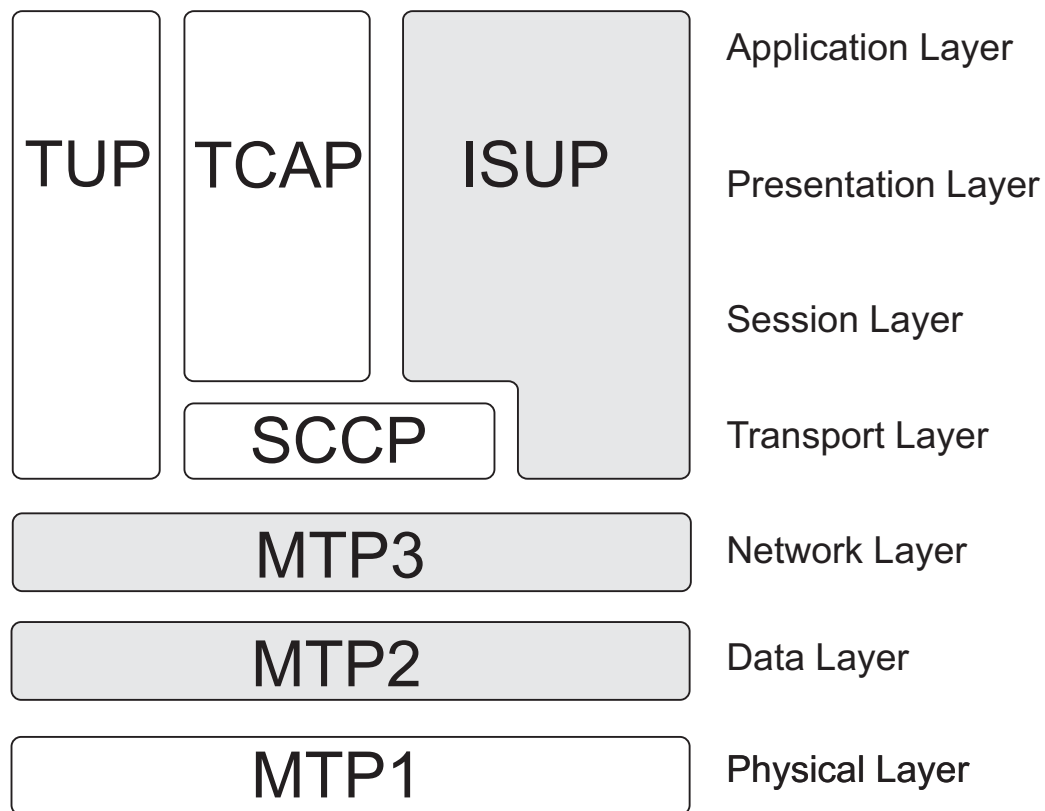 Application Layer
TUP TCAP ISUP
Presentation Layer
Session Layer
SCCP
Transport Layer
MTP3
Network Layer
MTP2
Data Layer
MTP1
Physical Layer